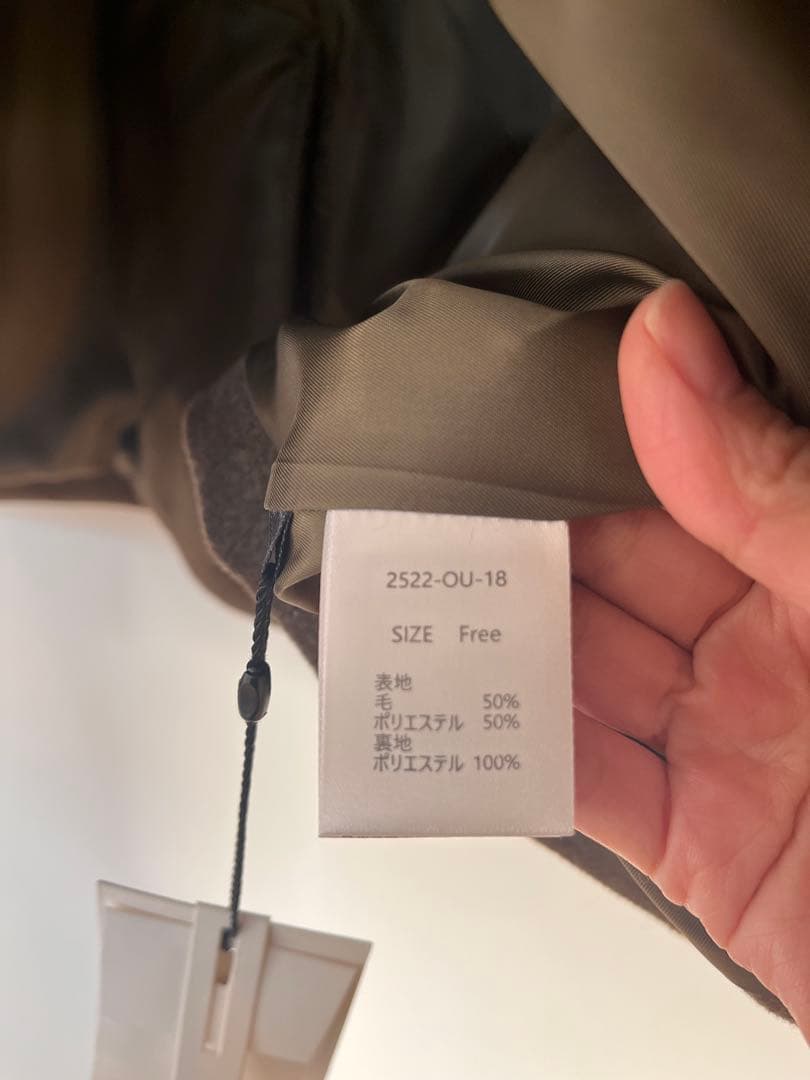 2522-OU-18
SIZE Free
表地
毛 50%
ポリエステル 50%
裏地
ポリエステル 100%